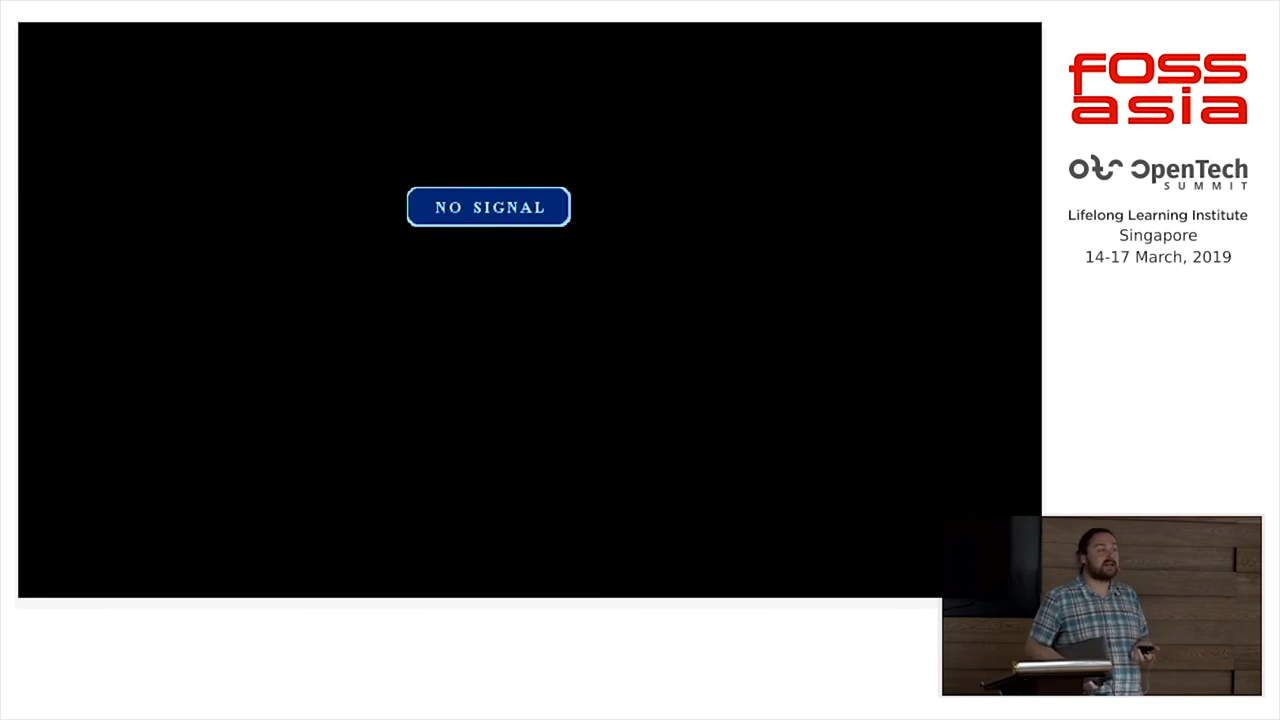 NO SIGNAL
foss
asia
OpenTech
SUMMIT
Lifelong Learning Institute
Singapore
14-17 March, 2019